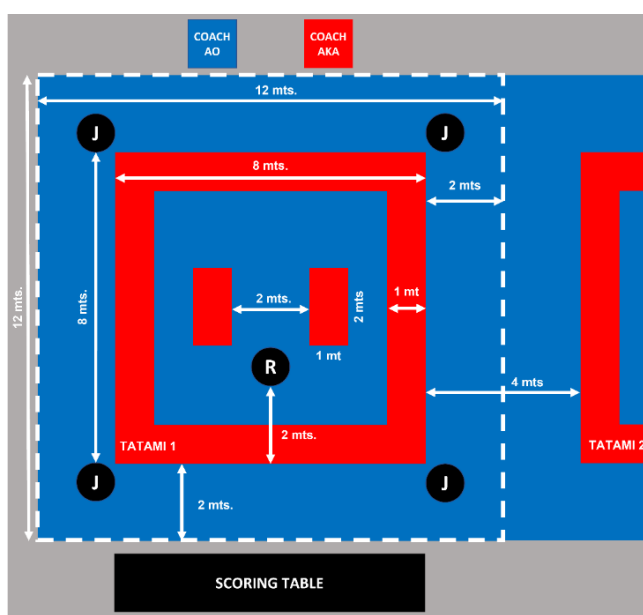 COACH
AO
COACH
AKA
12 mts.
J
J
8 mts.
2 mts
12 mts.
8 mts.
2 mts.
1 mt
2 mts
1 mt
R
4 mts
2 mts.
TATAMI 1
TATAMI 2
J
J
2 mts.
SCORING TABLE